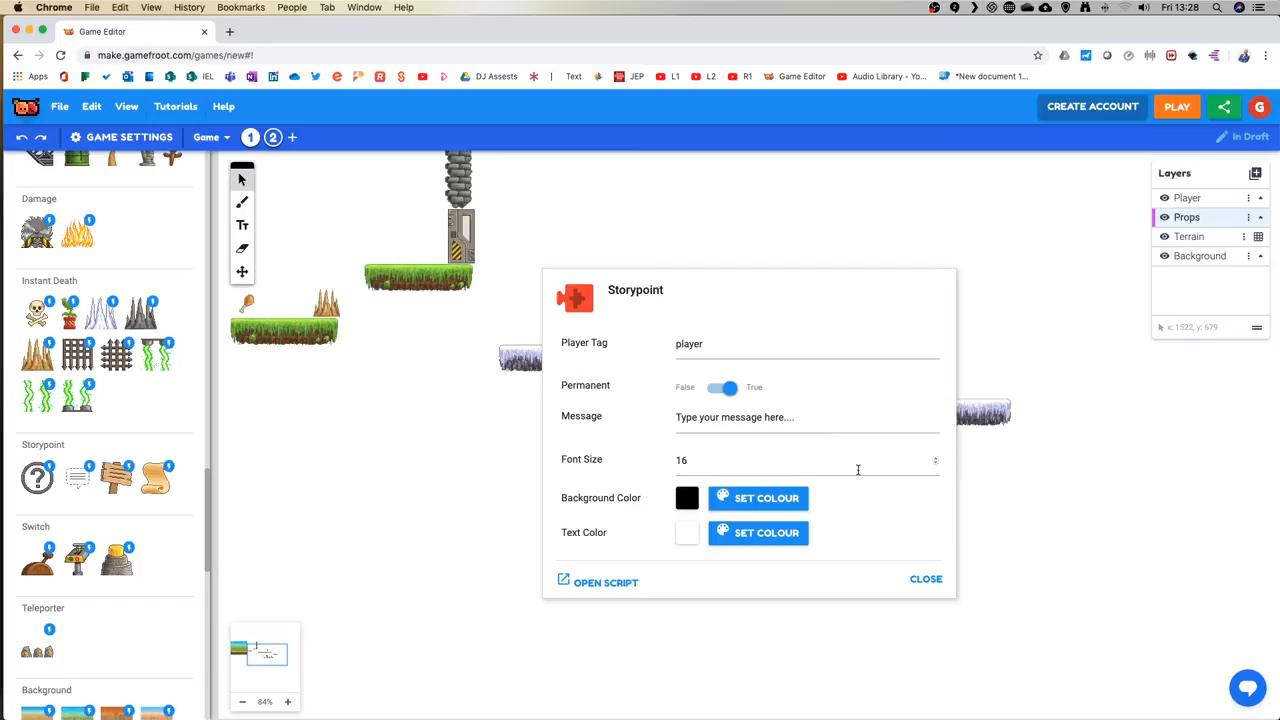 Chrome File Edit View History Bookmarks People Tab Window Help Fri 13:28
Game Editor
make.gamefroot.com/games/new#!
Apps IEL DJ Assests Text JEP L1 L2 R1 Game Editor Audio Library - Yo... *New document 1...
File Edit View Tutorials Help CREATE ACCOUNT PLAY G
GAME SETTINGS Game 1 2 In Draft
Damage
Instant Death
Storypoint
Switch
Teleporter
Background
Tт
Layers
Player
Props
Terrain
Background
x: 1522, y: 679
Storypoint
Player Tag player
Permanent False True
Message Type your message here....
Font Size 16
Background Color SET COLOUR
Text Color SET COLOUR
OPEN SCRIPT CLOSE
84%